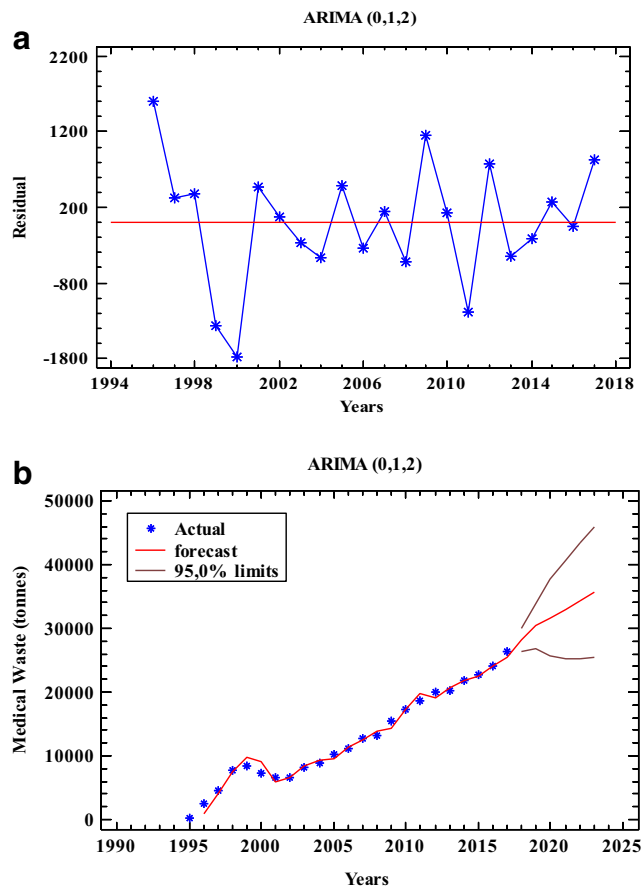 ARIMA (0,1,2)
a
2200
1200
200
-800
-1800
Residual
1994 1998 2002 2006 2010 2014 2018
Years
ARIMA (0,1,2)
b
50000
40000
30000
20000
10000
0
Medical Waste (tonnes)
Actual
forecast
95,0% limits
1990 1995 2000 2005 2010 2015 2020 2025
Years